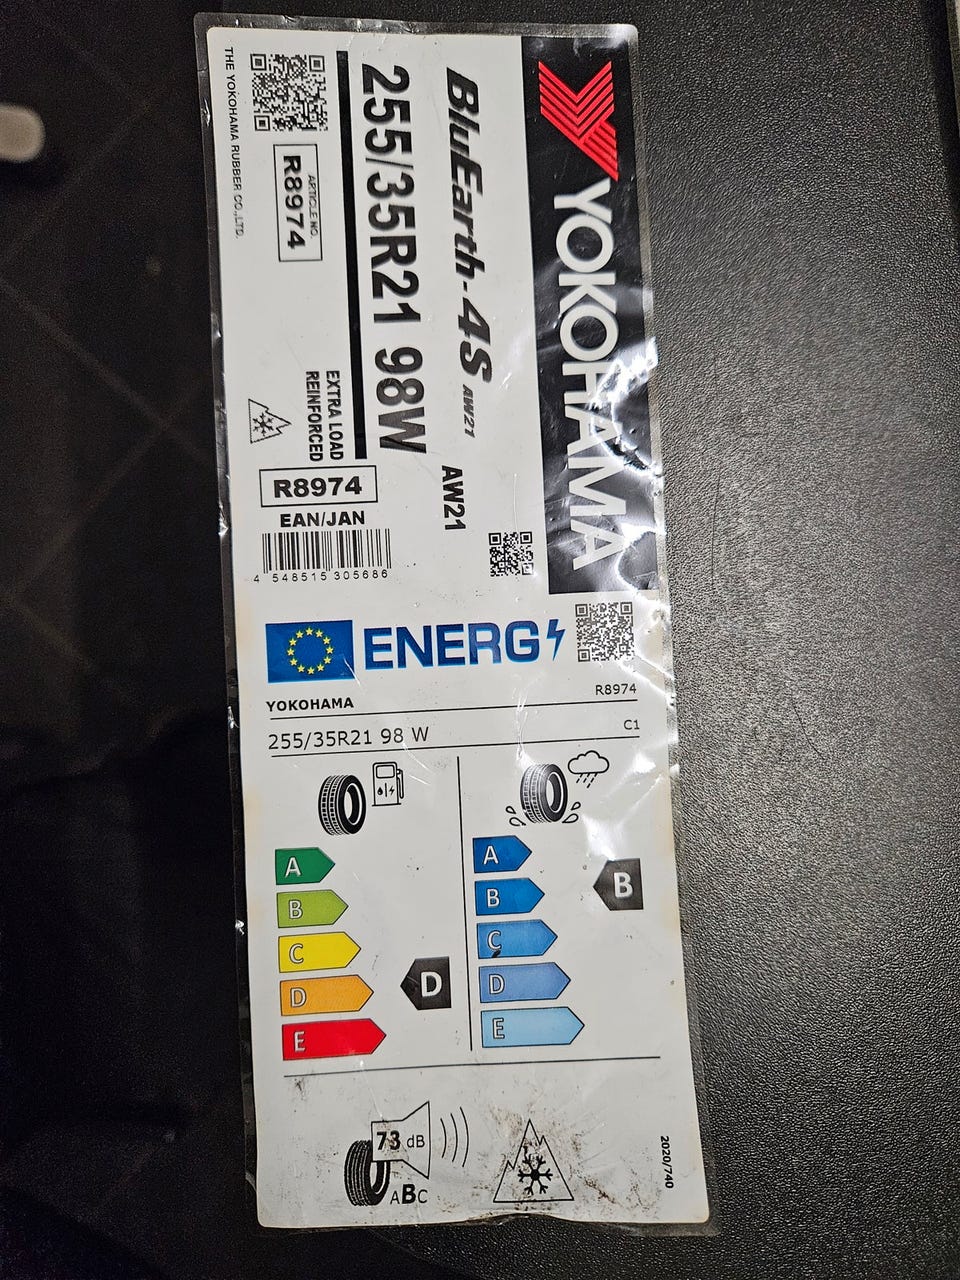 YOKOHAMA
BluEarth-4S AW21
AW21
255/35R21 98W
EXTRA LOAD
REINFORCED
ARTICLE NO.
R8974
THE YOKOHAMA RUBBER CO.,LTD.
R8974
EAN/JAN
4 548515 305686
ENERG
YOKOHAMA
R8974
255/35R21 98 W
C1
A
B
C
D
E
D
A
B
C
D
E
B
73 dB
ABC
2020/740